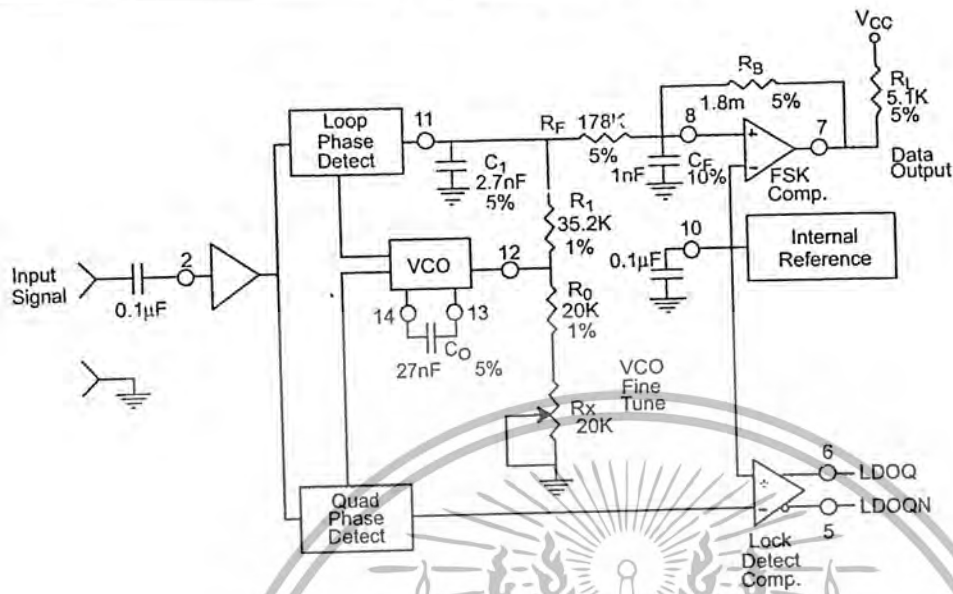 VCC
RB
1.8m 5%
RL
5.1K
5%
Loop
Phase
Detect
11
RF 178K
5%
8
+
-
7
Data
Output
C1
2.7nF
5%
1nF
CF
10%
FSK
Comp.
R1
35.2K
1%
10
Internal
Reference
0.1µF
Input
Signal
2
0.1µF
VCO
12
14
13
CO
27nF
5%
R0
20K
1%
VCO
Fine
Tune
Rx
20K
Quad
Phase
Detect
6
LDOQ
-
LDOQN
5
Lock
Detect
Comp.